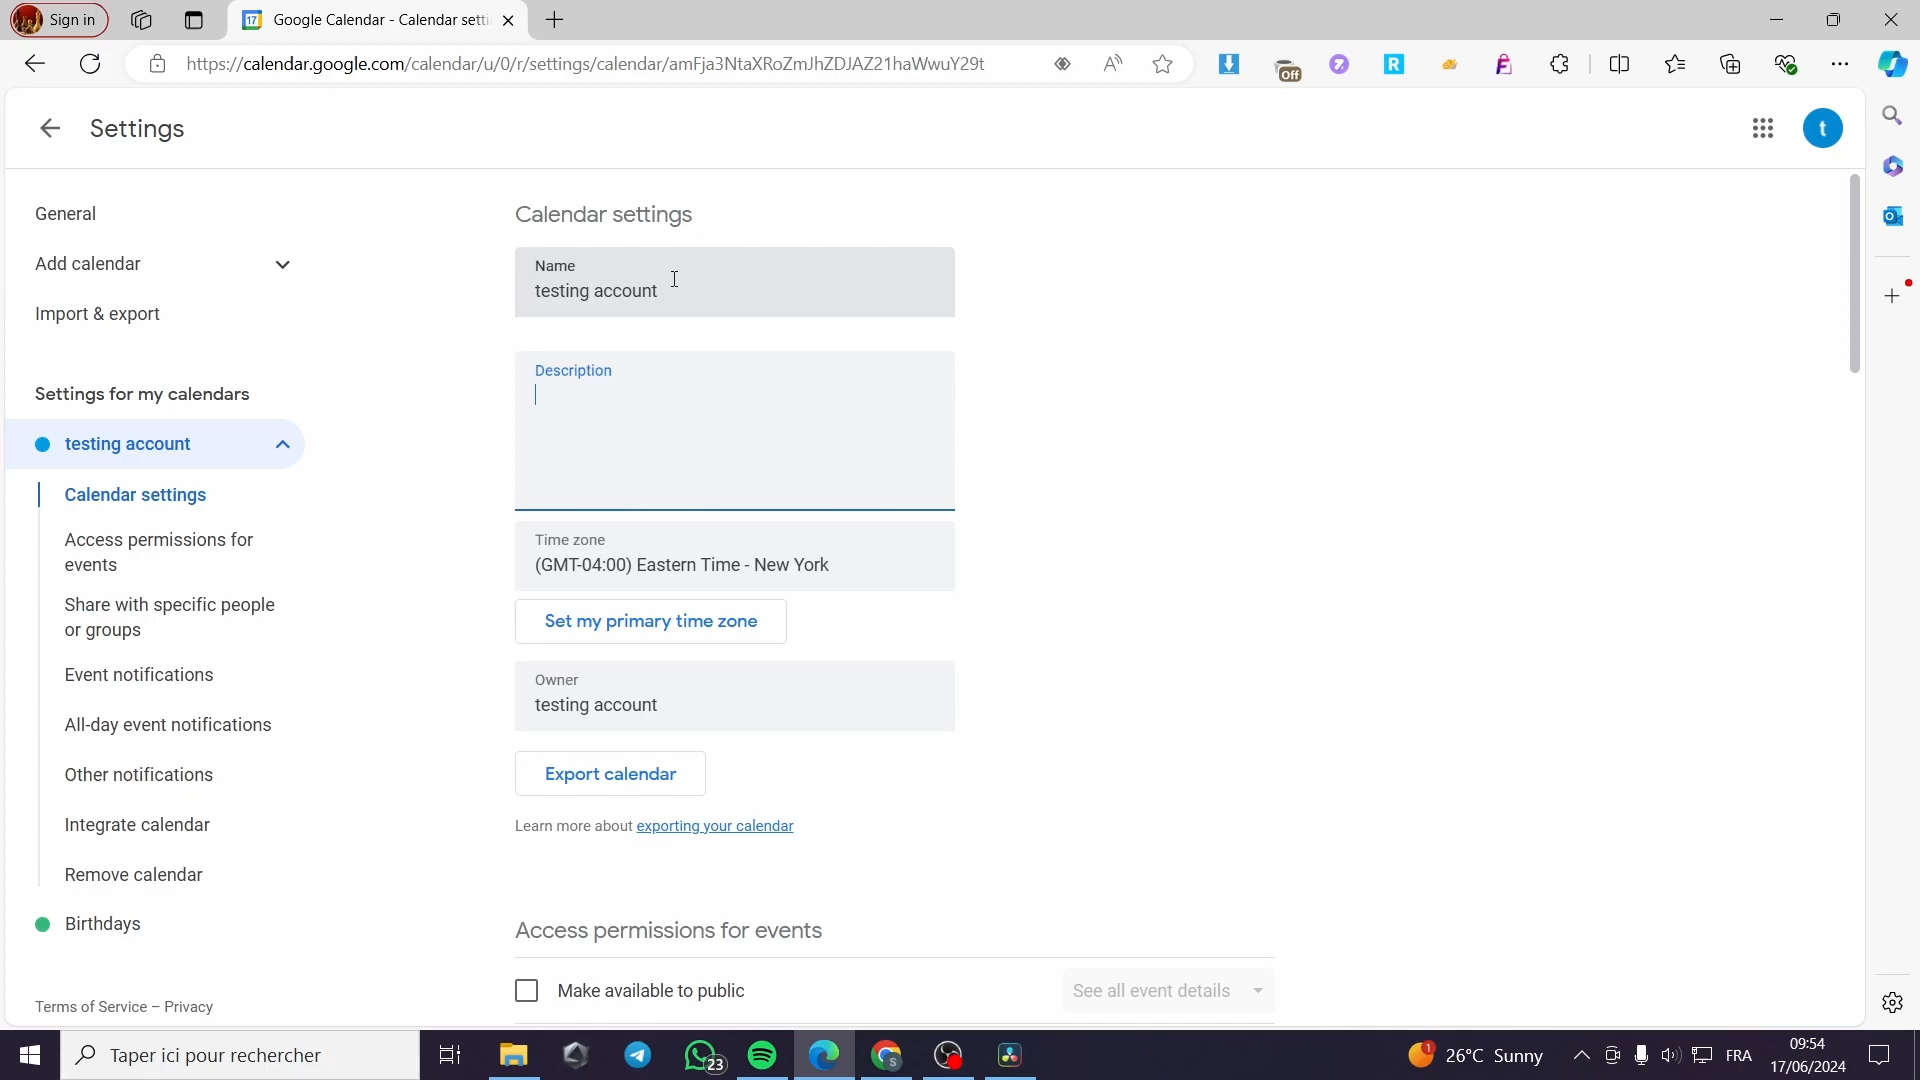 Sign in
Google Calendar - Calendar setti
https://calendar.google.com/calendar/u/0/r/settings/calendar/amFja3NtaXRoZmJhZDJAZ21haWwuY29t
Off
Settings
t
General
Add calendar
Import & export
Settings for my calendars
testing account
Calendar settings
Access permissions for
events
Share with specific people
or groups
Event notifications
All-day event notifications
Other notifications
Integrate calendar
Remove calendar
Birthdays
Terms of Service – Privacy
Calendar settings
Name
testing account
Description
Time zone
(GMT-04:00) Eastern Time - New York
Set my primary time zone
Owner
testing account
Export calendar
Learn more about exporting your calendar
Access permissions for events
Make available to public
See all event details
Taper ici pour rechercher
23
1
26°C Sunny
FRA
09:54
17/06/2024